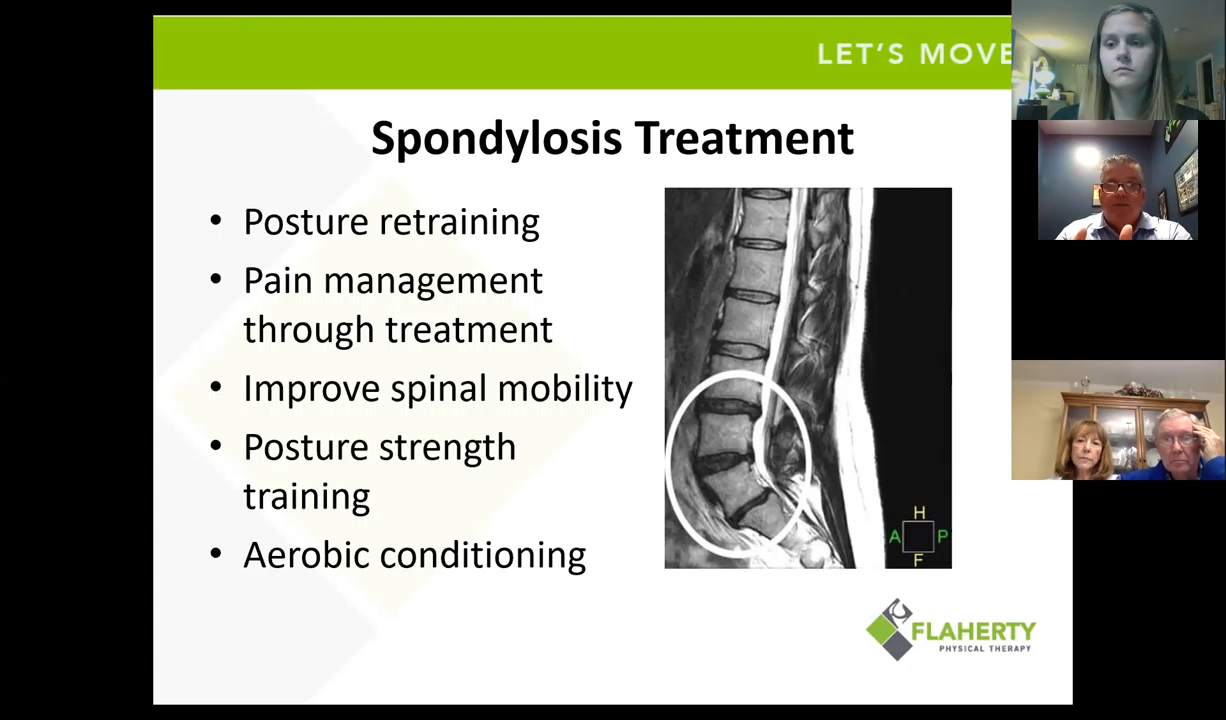 LET'S MOVE
Spondylosis Treatment
• Posture retraining
• Pain management
through treatment
• Improve spinal mobility
• Posture strength
training
• Aerobic conditioning
H
A P
F
FLAHERTY
PHYSICAL THERAPY